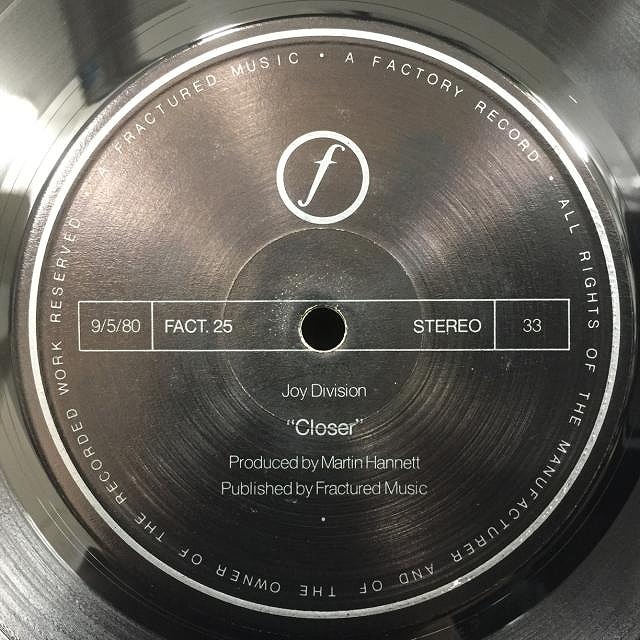 A FRACTURED MUSIC • A FACTORY RECORD • ALL RIGHTS OF THE MANUFACTURER AND OF THE OWNER OF THE RECORDED WORK RESERVED
f
9/5/80 FACT. 25 STEREO 33
Joy Division
“Closer”
Produced by Martin Hannett
Published by Fractured Music